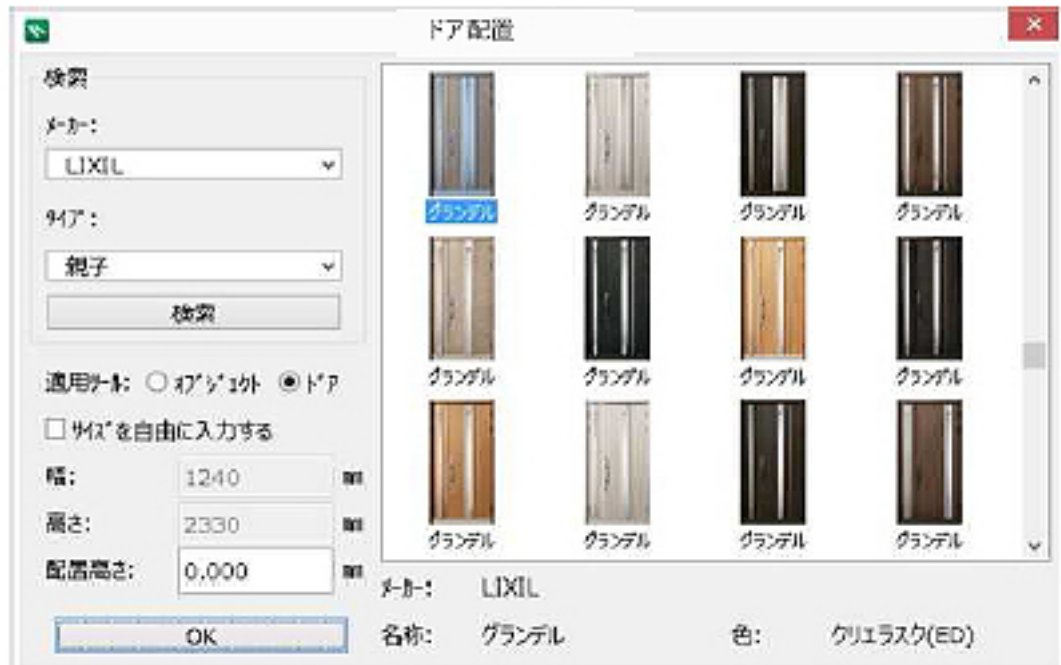 ドア配置
検索
ﾒｰｶｰ:
LIXIL
ﾀｲﾌﾟ:
親子
検索
適用ﾂｰﾙ: ｵﾌﾞｼﾞｪｸﾄ ﾄﾞｱ
ｻｲｽﾞを自由に入力する
幅: 1240 mm
高さ: 2330 mm
配置高さ: 0.000 mm
OK
グランデル グランデル グランデル グランデル
グランデル グランデル グランデル グランデル
グランデル グランデル グランデル グランデル
ﾒｰｶｰ: LIXIL
名称: グランデル 色: クリエラスク(ED)